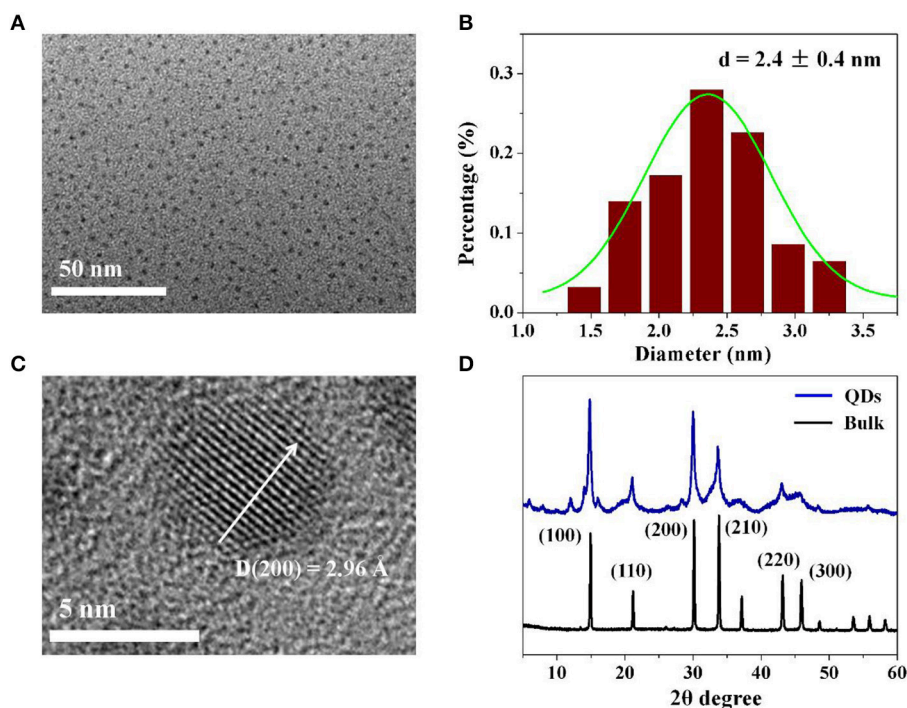 A
50 nm
B
d = 2.4 ± 0.4 nm
Percentage (%)
0.3
0.2
0.1
0.0
1.0 1.5 2.0 2.5 3.0 3.5
Diameter (nm)
C
D(200) = 2.96 Å
5 nm
D
QDs
Bulk
(100)
(110)
(200)
(210)
(220)
(300)
10 20 30 40 50 60
2θ degree